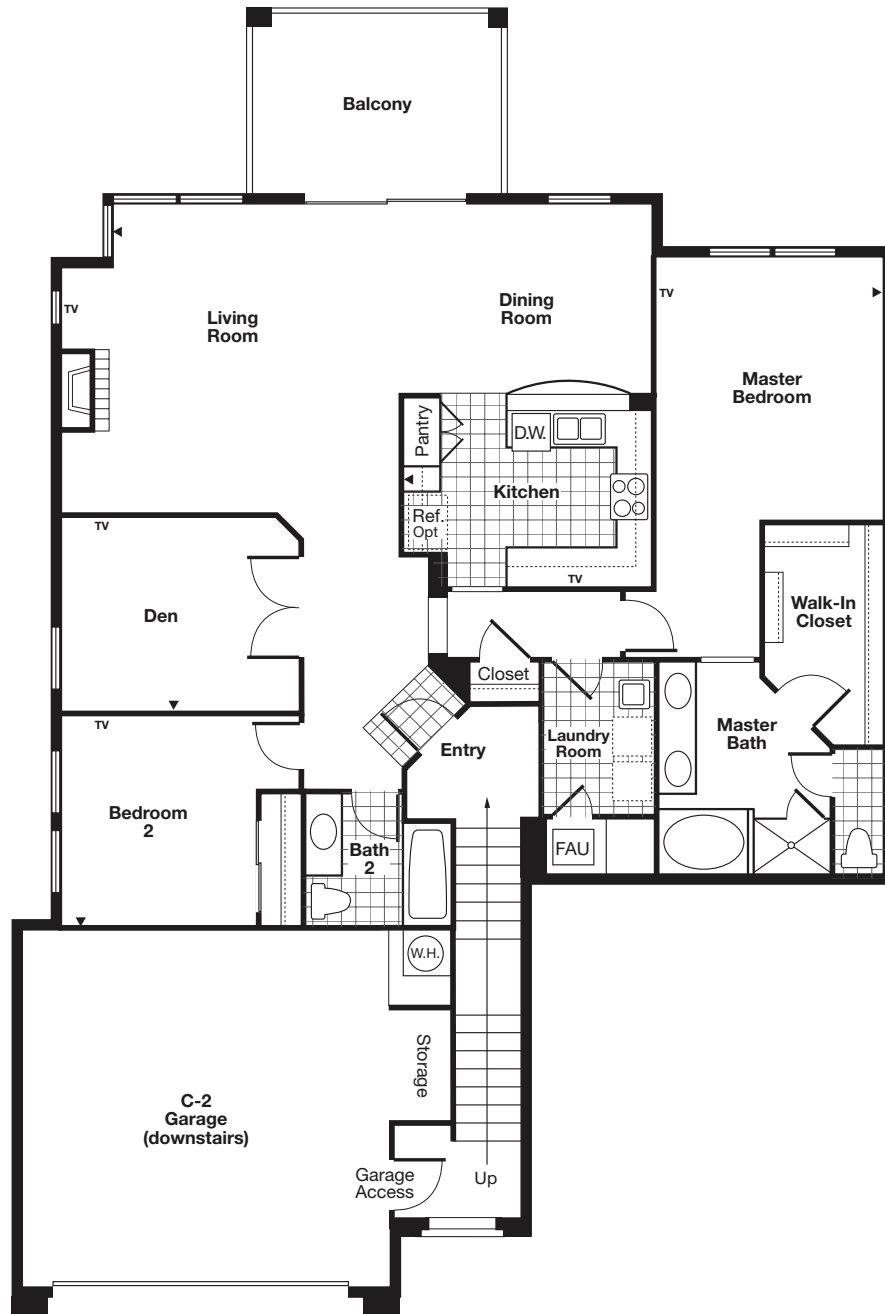 Balcony
TV
Living
Room
Dining
Room
TV
Master
Bedroom
Pantry
D.W.
Kitchen
Ref.
Opt
TV
TV
Den
Walk-In
Closet
Closet
TV
Entry
Laundry
Room
Master
Bath
Bedroom
2
Bath
2
FAU
W.H.
Storage
C-2
Garage
(downstairs)
Garage
Access
Up